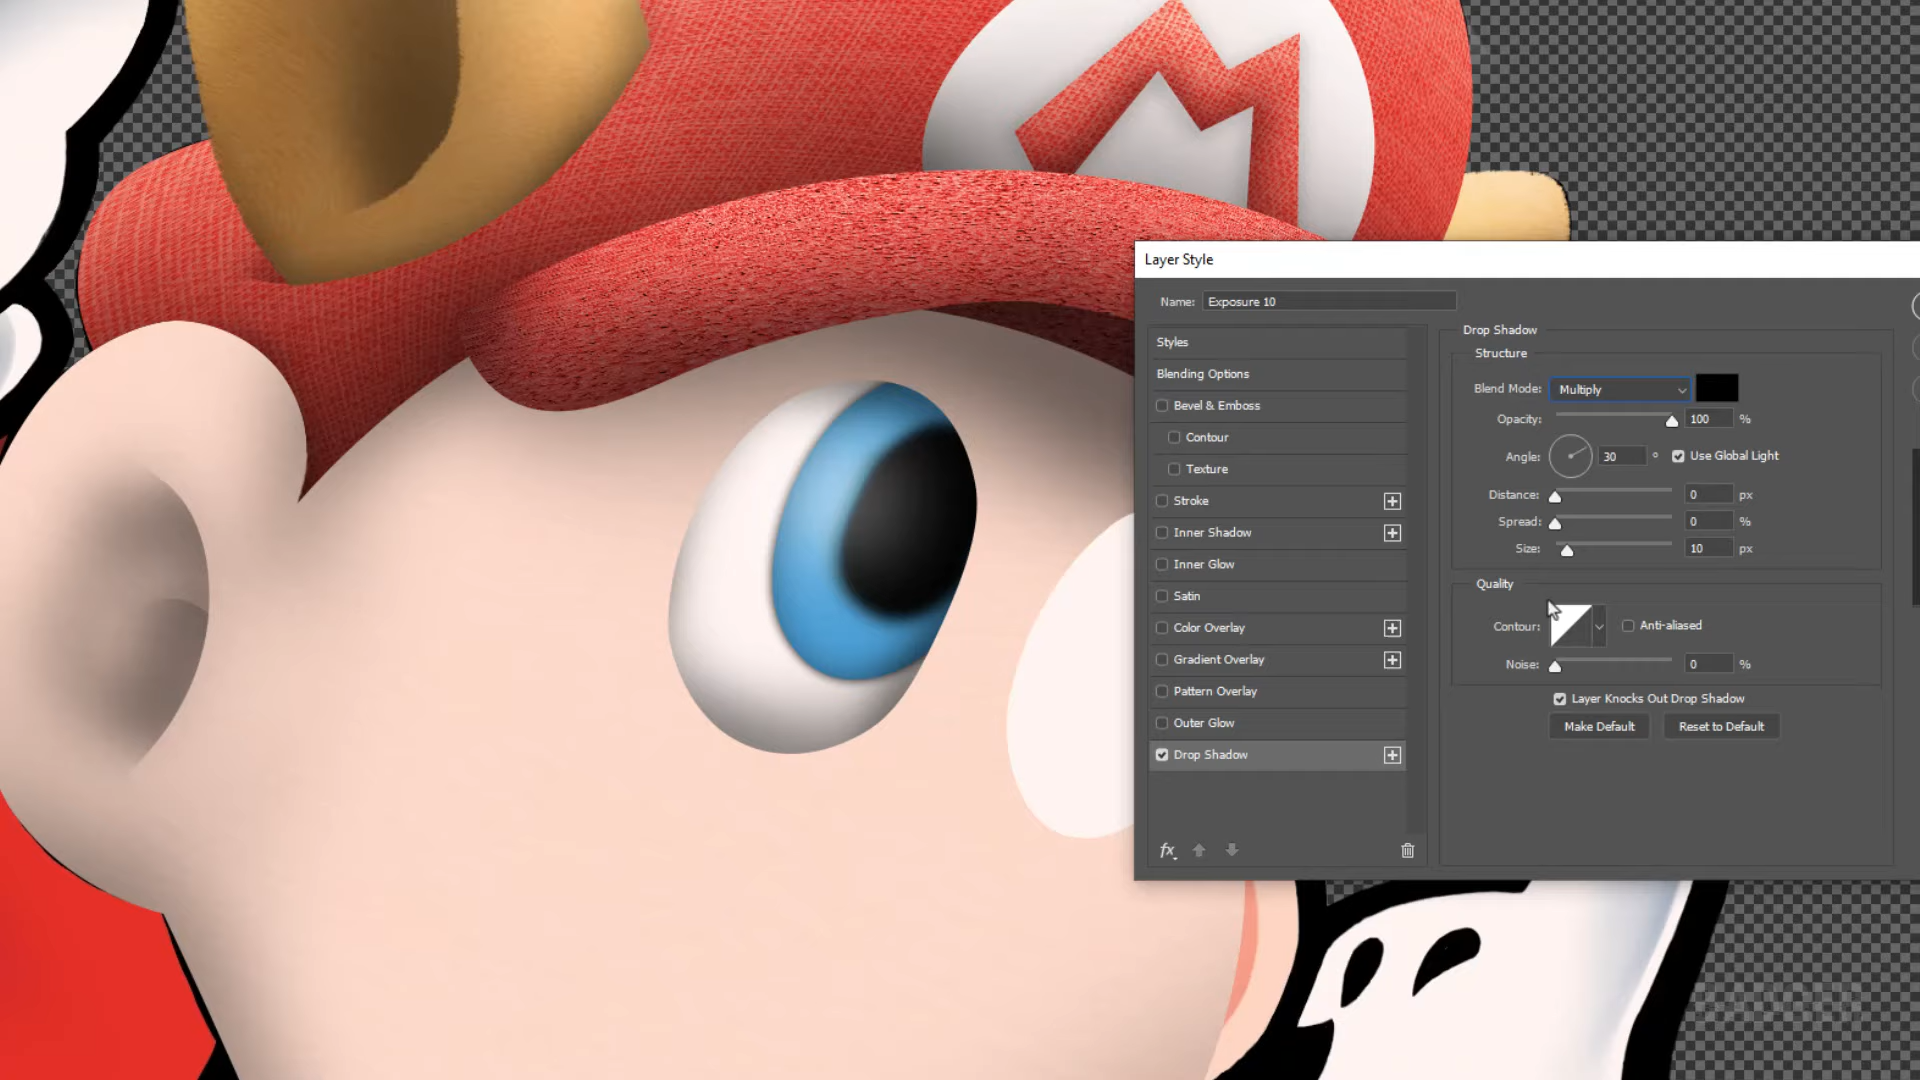 M
Layer Style
Name: Exposure 10
Styles
Blending Options
Bevel & Emboss
Contour
Texture
Stroke
Inner Shadow
Inner Glow
Satin
Color Overlay
Gradient Overlay
Pattern Overlay
Outer Glow
Drop Shadow
fx
Drop Shadow
Structure
Blend Mode: Multiply
Opacity: 100 %
Angle: 30 ° Use Global Light
Distance: 0 px
Spread: 0 %
Size: 10 px
Quality
Contour: Anti-aliased
Noise: 0 %
Layer Knocks Out Drop Shadow
Make Default Reset to Default